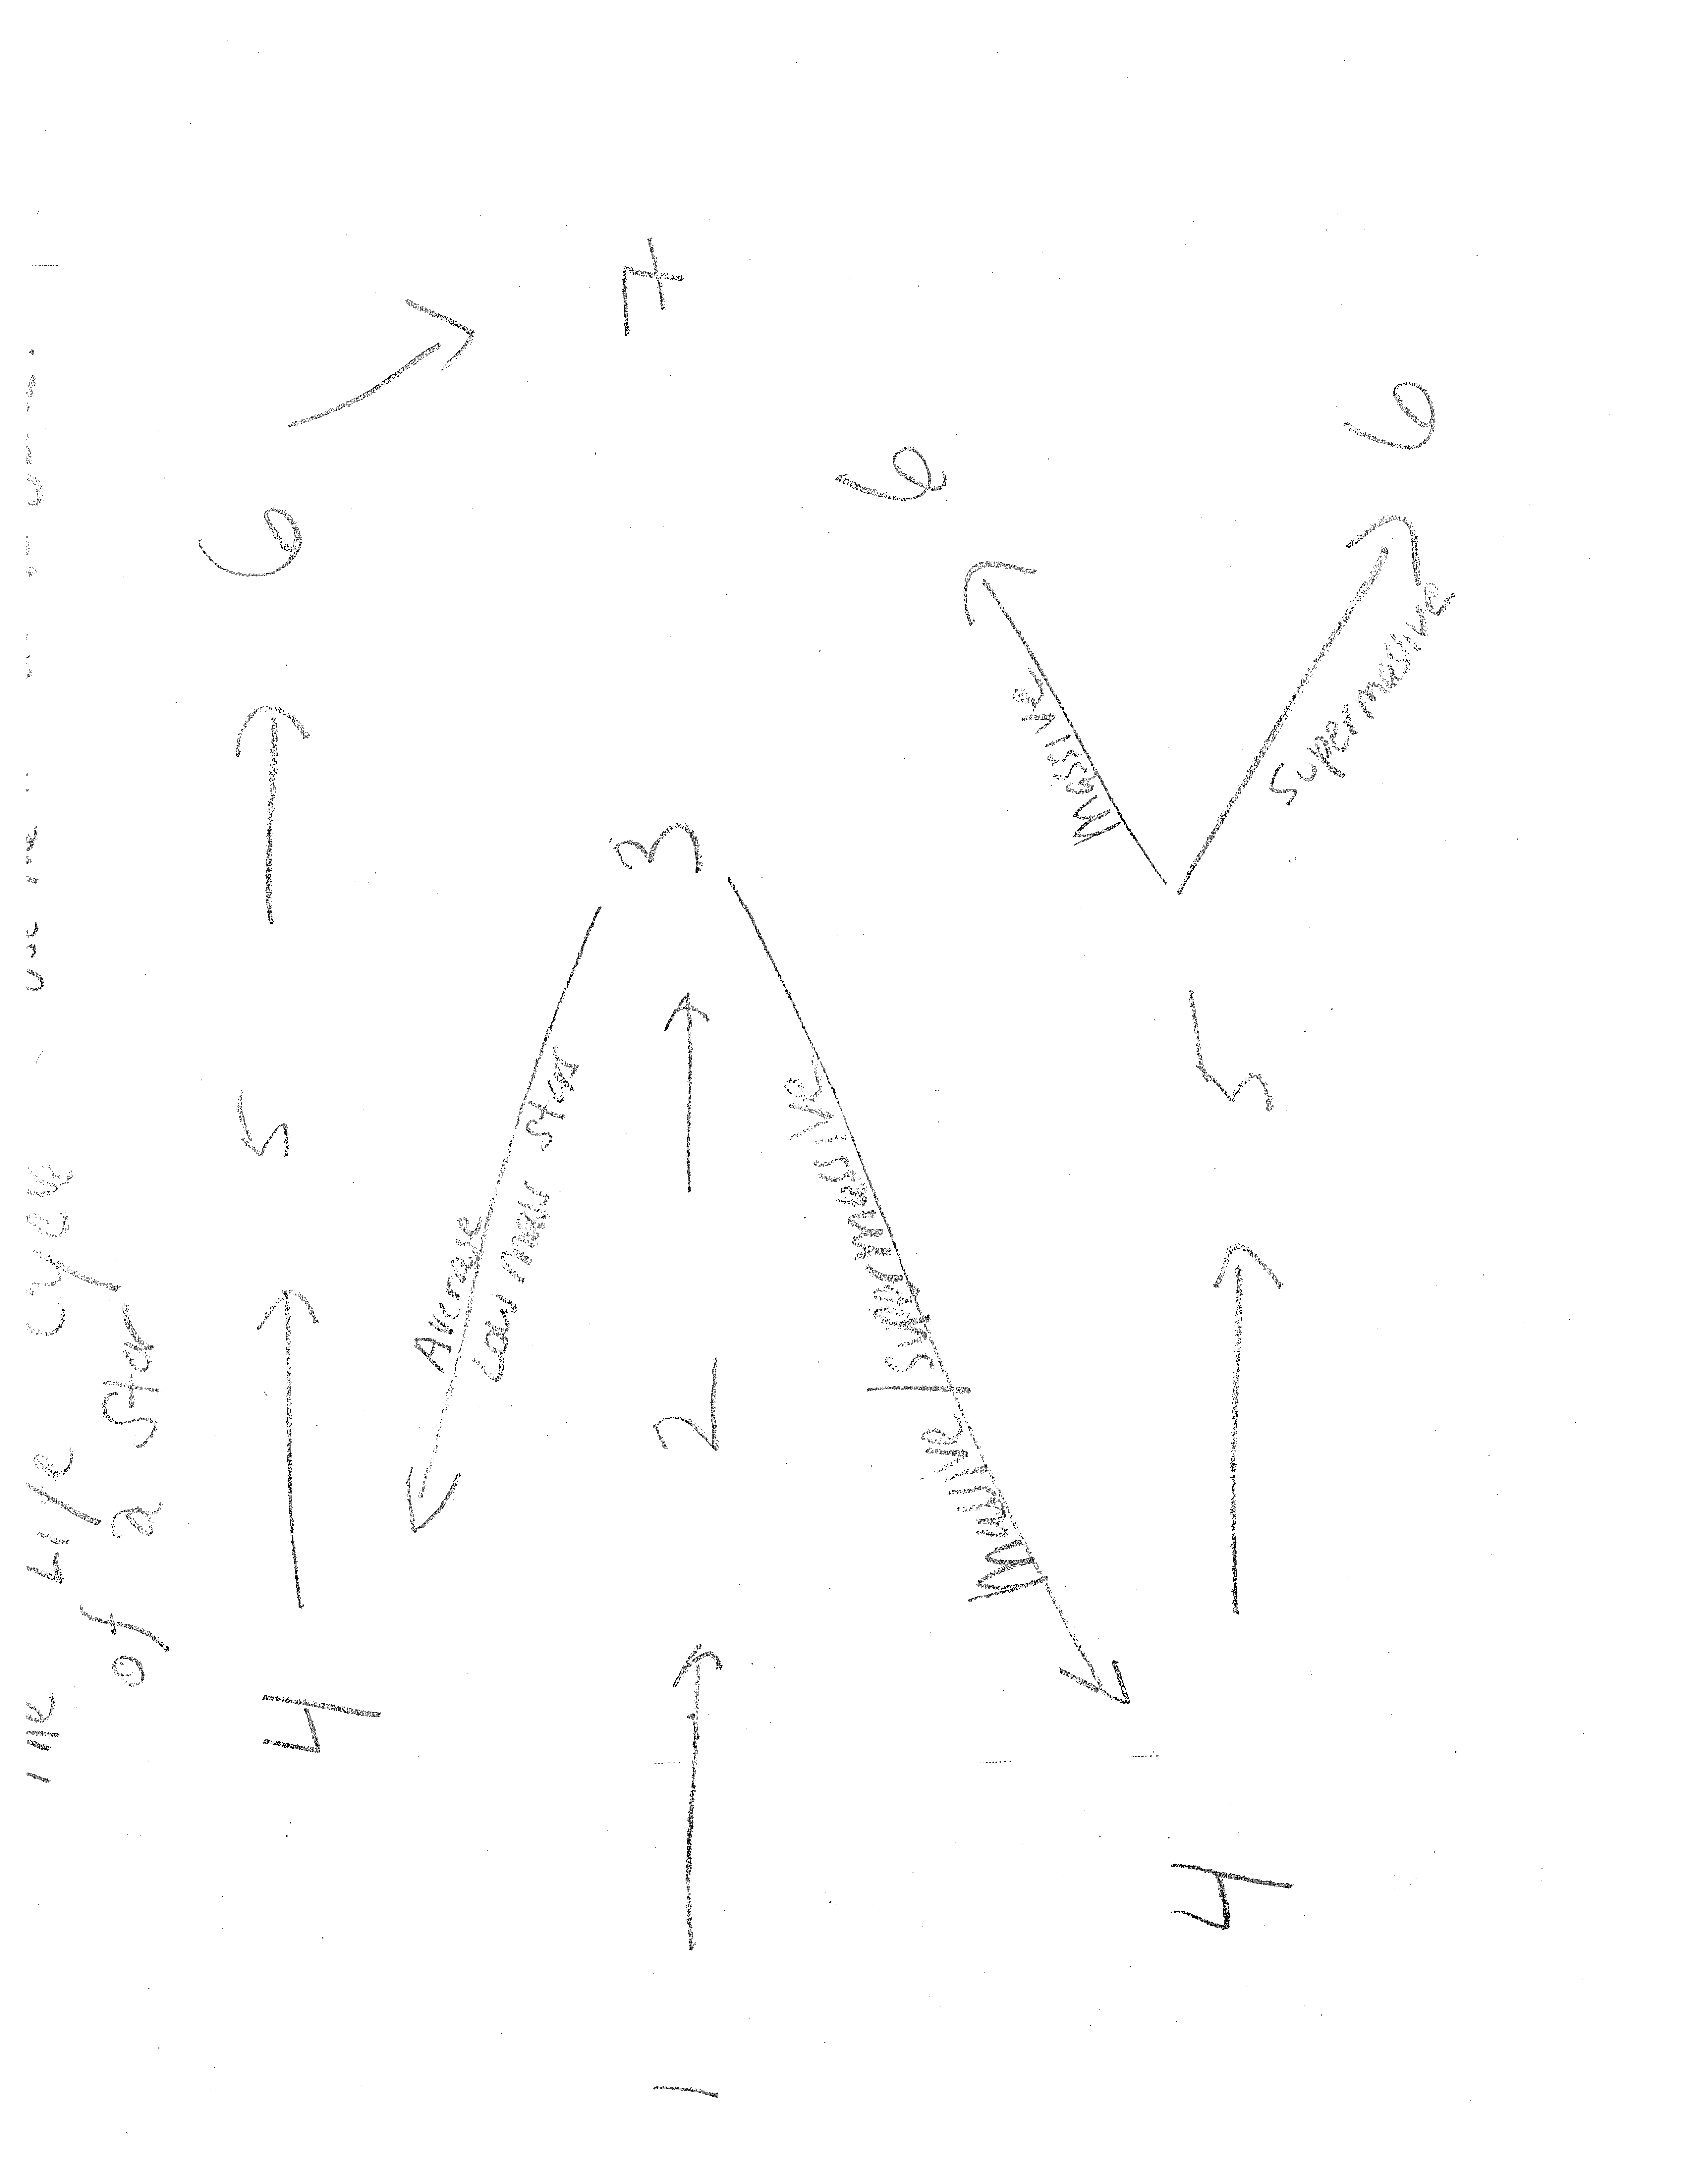 The Life Cycle
of a Star
4 5 6
Average
Low Mass Stars
1 2 3 7
Massive / Supermassive
Massive
6
4 5
Supermassive
6